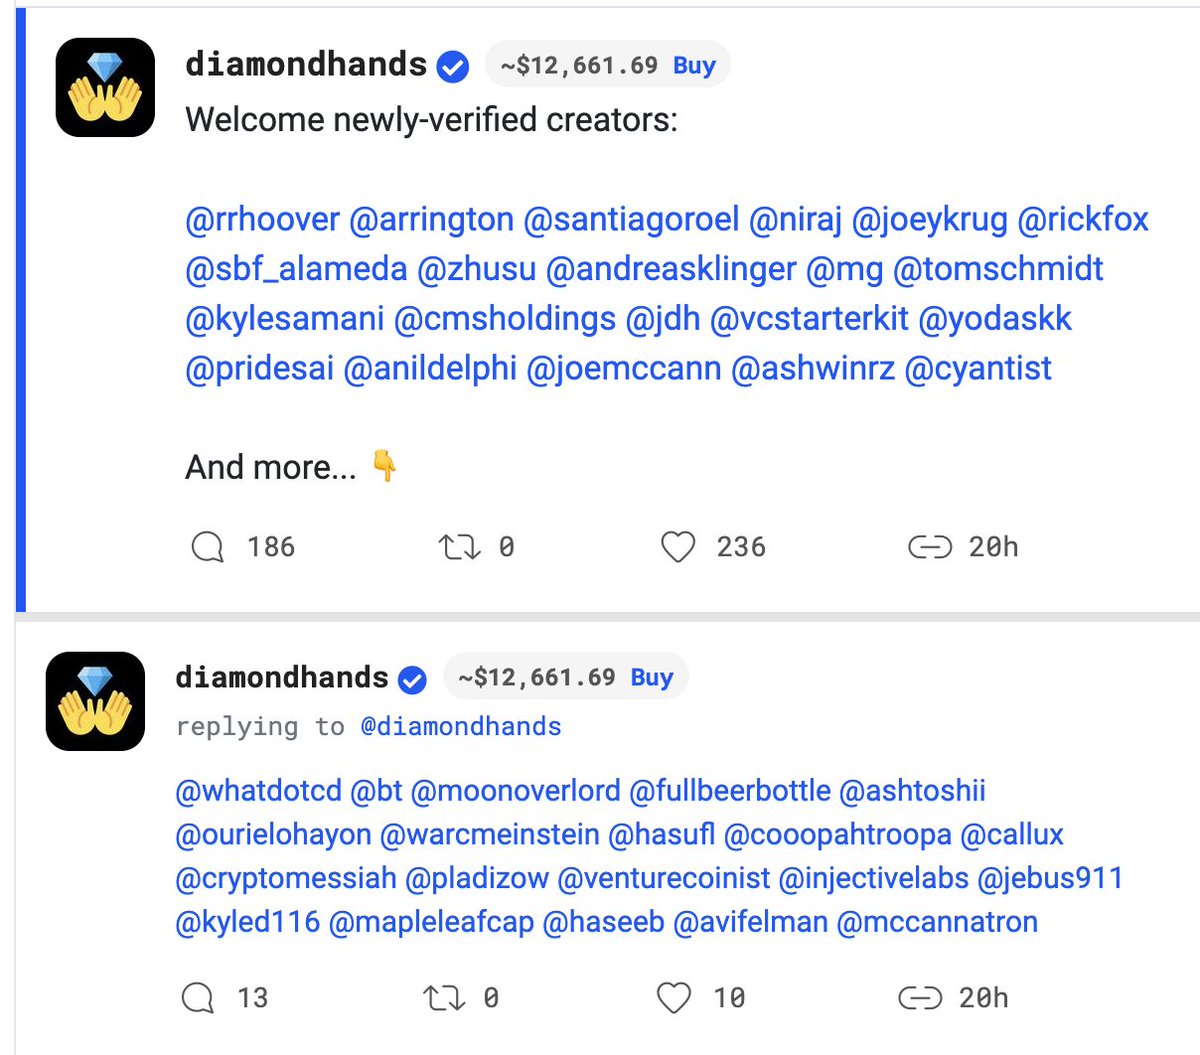 diamondhands ~$12,661.69 Buy
Welcome newly-verified creators:
@rrhoover @arrington @santiagoroel @niraj @joeykrug @rickfox
@sbf_alameda @zhusu @andreasklinger @mg @tomschmidt
@kylesamani @cmsholdings @jdh @vcstarterkit @yodaskk
@pridesai @anildelphi @joemccann @ashwinrz @cyantist
And more... 👇
186 0 236 20h
diamondhands ~$12,661.69 Buy
replying to @diamondhands
@whatdotcd @bt @moonoverlord @fullbeerbottle @ashtoshii
@ourielohayon @warcmeinstein @hasufl @cooopahtroopa @callux
@cryptomessiah @pladizow @venturecoinist @injectivelabs @jebus911
@kyled116 @mapleleafcap @haseeb @avifelman @mccannatron
13 0 10 20h